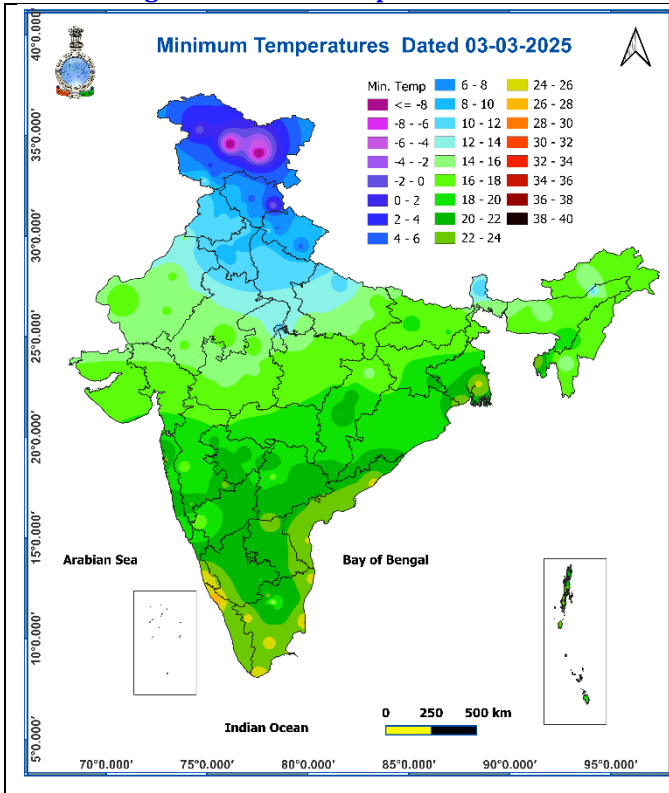 Minimum Temperatures Dated 03-03-2025
Min. Temp
<= -8
-8 - -6
-6 - -4
-4 - -2
-2 - 0
0 - 2
2 - 4
4 - 6
6 - 8
8 - 10
10 - 12
12 - 14
14 - 16
16 - 18
18 - 20
20 - 22
22 - 24
24 - 26
26 - 28
28 - 30
30 - 32
32 - 34
34 - 36
36 - 38
38 - 40
40°0.000'
35°0.000'
30°0.000'
25°0.000'
20°0.000'
15°0.000'
10°0.000'
5°0.000'
Arabian Sea
Bay of Bengal
Indian Ocean
0 250 500 km
70°0.000' 75°0.000' 80°0.000' 85°0.000' 90°0.000' 95°0.000'